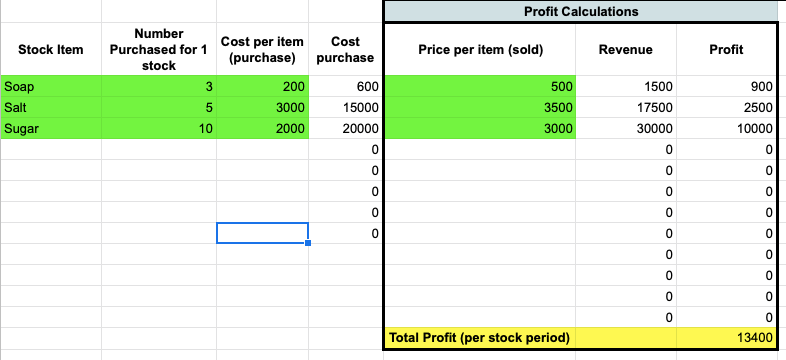 Profit Calculations
Stock Item Number Purchased for 1 stock Cost per item (purchase) Cost purchase Price per item (sold) Revenue Profit
Soap 3 200 600 500 1500 900
Salt 5 3000 15000 3500 17500 2500
Sugar 10 2000 20000 3000 30000 10000
0 0 0
0 0 0
0 0 0
0 0 0
0 0 0
0 0
0 0
0 0
0 0
Total Profit (per stock period) 13400